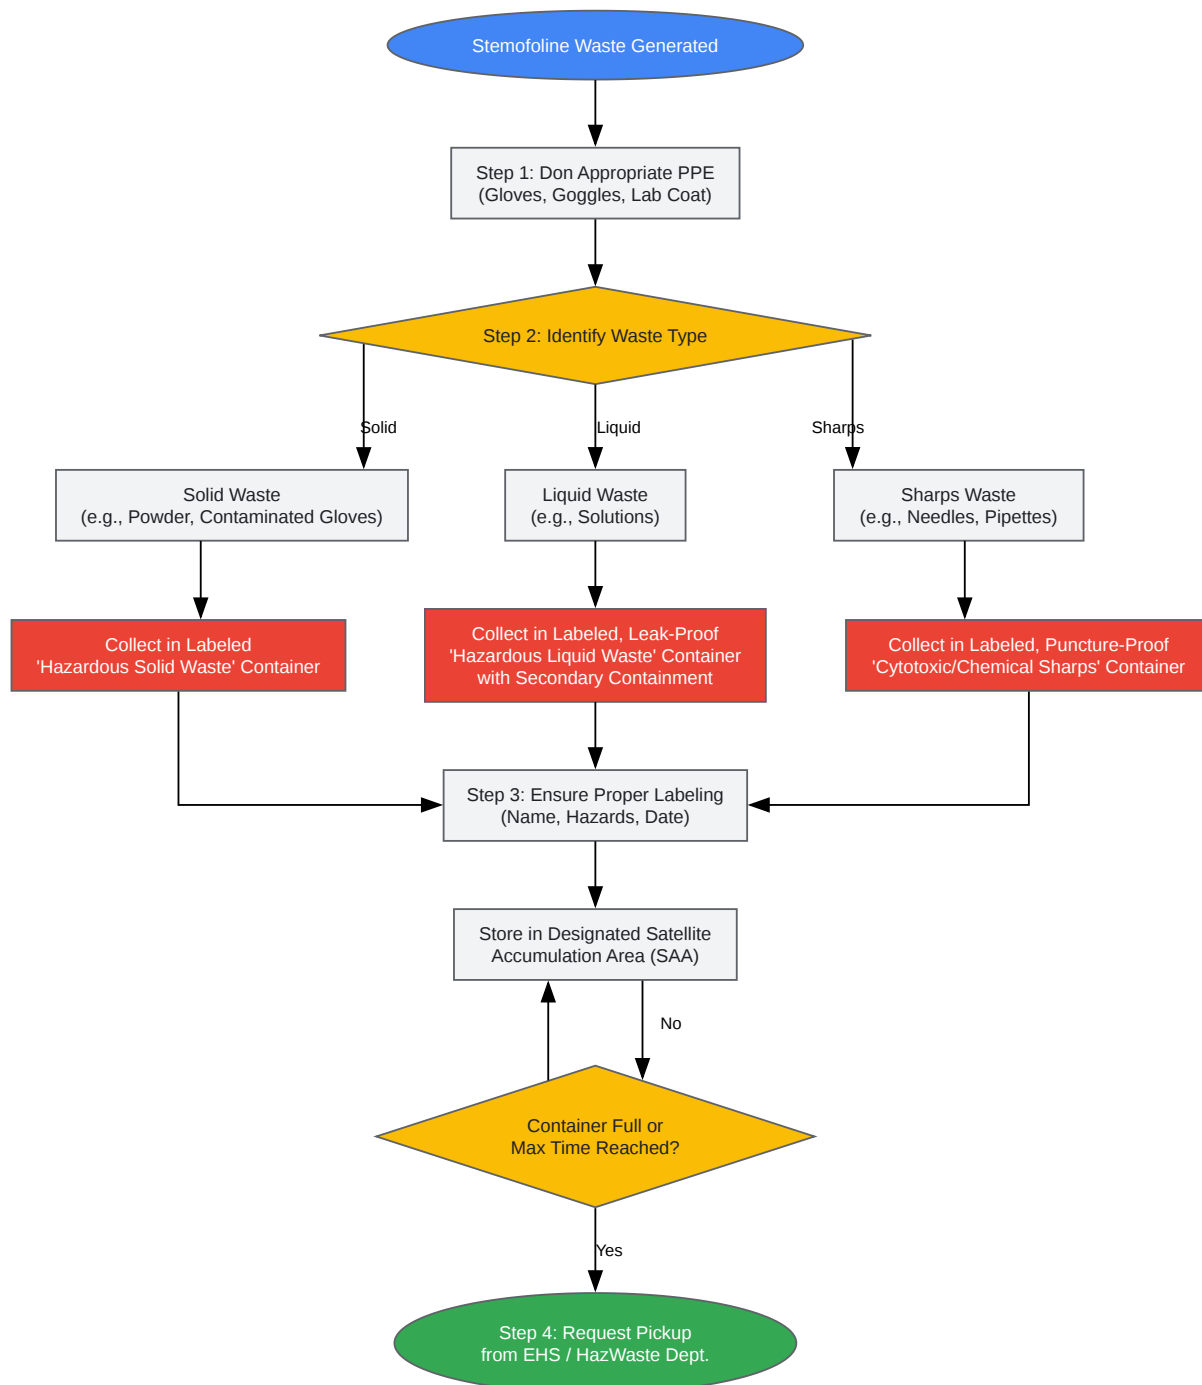 Stemofoline Waste Generated
Step 1: Don Appropriate PPE
(Gloves, Goggles, Lab Coat)
Step 2: Identify Waste Type
Solid
Liquid
Sharps
Solid Waste
(e.g., Powder, Contaminated Gloves)
Liquid Waste
(e.g., Solutions)
Sharps Waste
(e.g., Needles, Pipettes)
Collect in Labeled
'Hazardous Solid Waste' Container
Collect in Labeled, Leak-Proof
'Hazardous Liquid Waste' Container
with Secondary Containment
Collect in Labeled, Puncture-Proof
'Cytotoxic/Chemical Sharps' Container
Step 3: Ensure Proper Labeling
(Name, Hazards, Date)
Store in Designated Satellite
Accumulation Area (SAA)
No
Container Full or
Max Time Reached?
Yes
Step 4: Request Pickup
from EHS / HazWaste Dept.